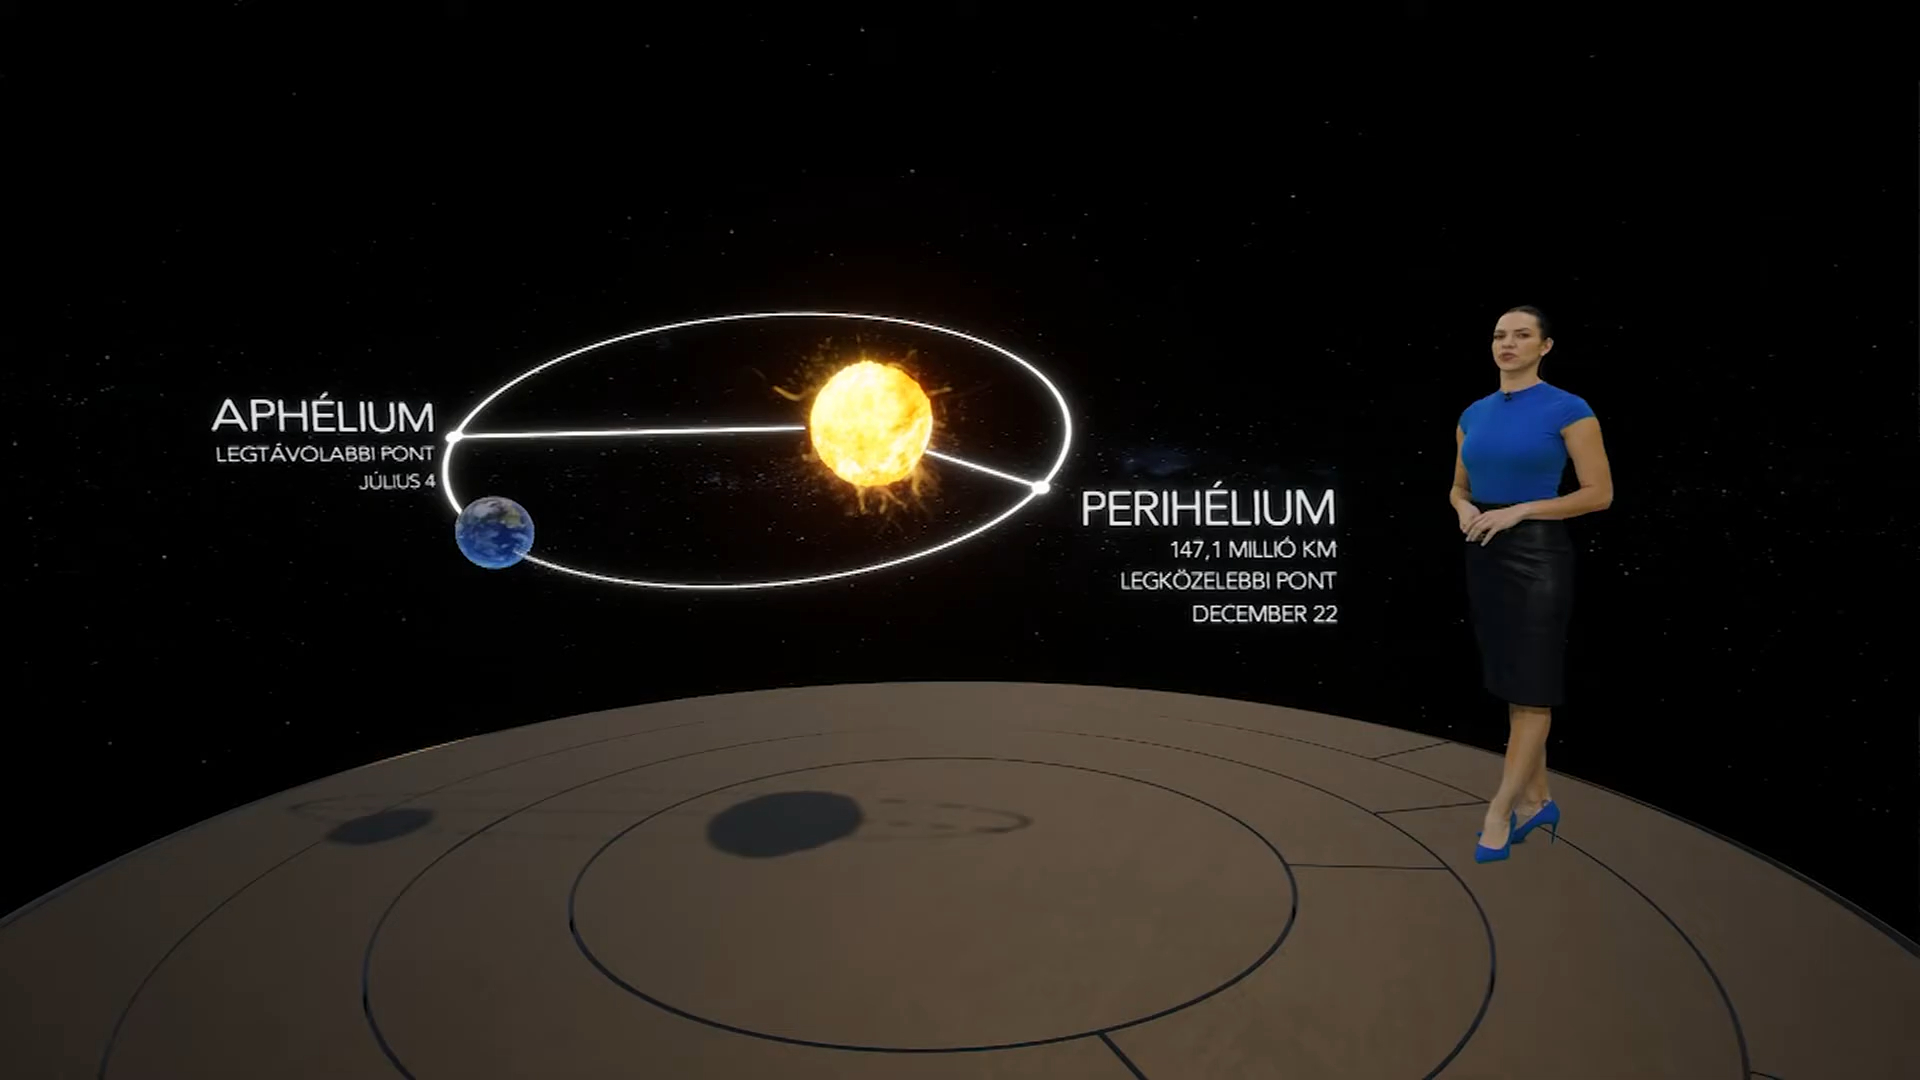 APHÉLIUM
LEGTÁVOLABBI PONT
JÚLIUS 4
PERIHÉLIUM
147,1 MILLIÓ KM
LEGKÖZELEBBI PONT
DECEMBER 22